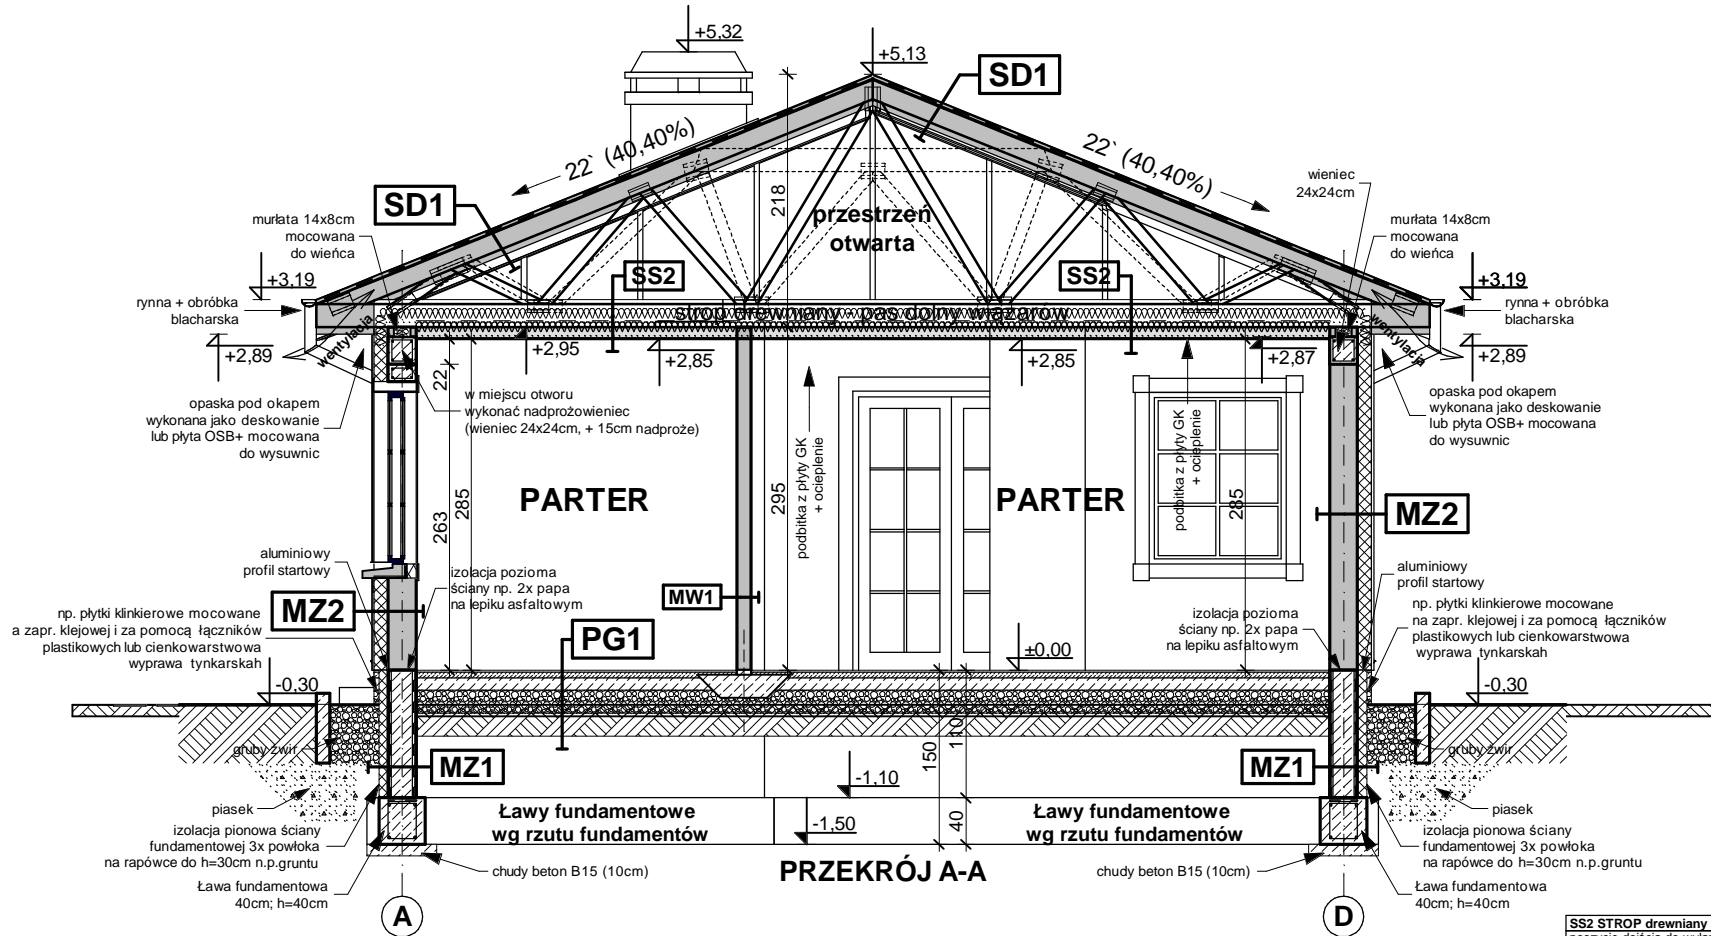 +5,32
+5,13
SD1
22` (40,40%)
22` (40,40%)
wieniec
24x24cm
218
SD1
murłata 14x8cm
mocowana
do wieńca
przestrzeń
otwarta
murłata 14x8cm
mocowana
do wieńca
+3,19
SS2
SS2
+3,19
rynna + obróbka
blacharska
strop drewniany - pas dolny wiązarów
rynna + obróbka
blacharska
wentylacja
wentylacja
+2,89
+2,95
+2,85
+2,85
+2,87
+2,89
22
opaska pod okapem
wykonana jako deskowanie
lub płyta OSB+ mocowana
do wysuwnic
w miejscu otworu
wykonać nadprożowieniec
(wieniec 24x24cm, + 15cm nadproże)
opaska pod okapem
wykonana jako deskowanie
lub płyta OSB+ mocowana
do wysuwnic
podbitka z płyty GK
+ ocieplenie
podbitka z płyty GK
+ ocieplenie
PARTER
PARTER
263
285
295
285
MZ2
aluminiowy
profil startowy
izolacja pozioma
ściany np. 2x papa
na lepiku asfaltowym
aluminiowy
profil startowy
MZ2
MW1
np. płytki klinkierowe mocowane
a zapr. klejowej i za pomocą łączników
plastikowych lub cienkowarstwowa
wyprawa tynkarskah
PG1
izolacja pozioma
ściany np. 2x papa
na lepiku asfaltowym
np. płytki klinkierowe mocowane
na zapr. klejowej i za pomocą łączników
plastikowych lub cienkowarstwowa
wyprawa tynkarskah
±0,00
-0,30
-0,30
gruby żwir
gruby żwir
110
150
MZ1
MZ1
-1,10
piasek
piasek
Ławy fundamentowe
wg rzutu fundamentów
-1,50
40
Ławy fundamentowe
wg rzutu fundamentów
izolacja pionowa ściany
fundamentowej 3x powłoka
na rapówce do h=30cm n.p.gruntu
izolacja pionowa ściany
fundamentowej 3x powłoka
na rapówce do h=30cm n.p.gruntu
chudy beton B15 (10cm)
PRZEKRÓJ A-A
chudy beton B15 (10cm)
Ława fundamentowa
40cm; h=40cm
Ława fundamentowa
40cm; h=40cm
A
D
SS2 STROP drewniany